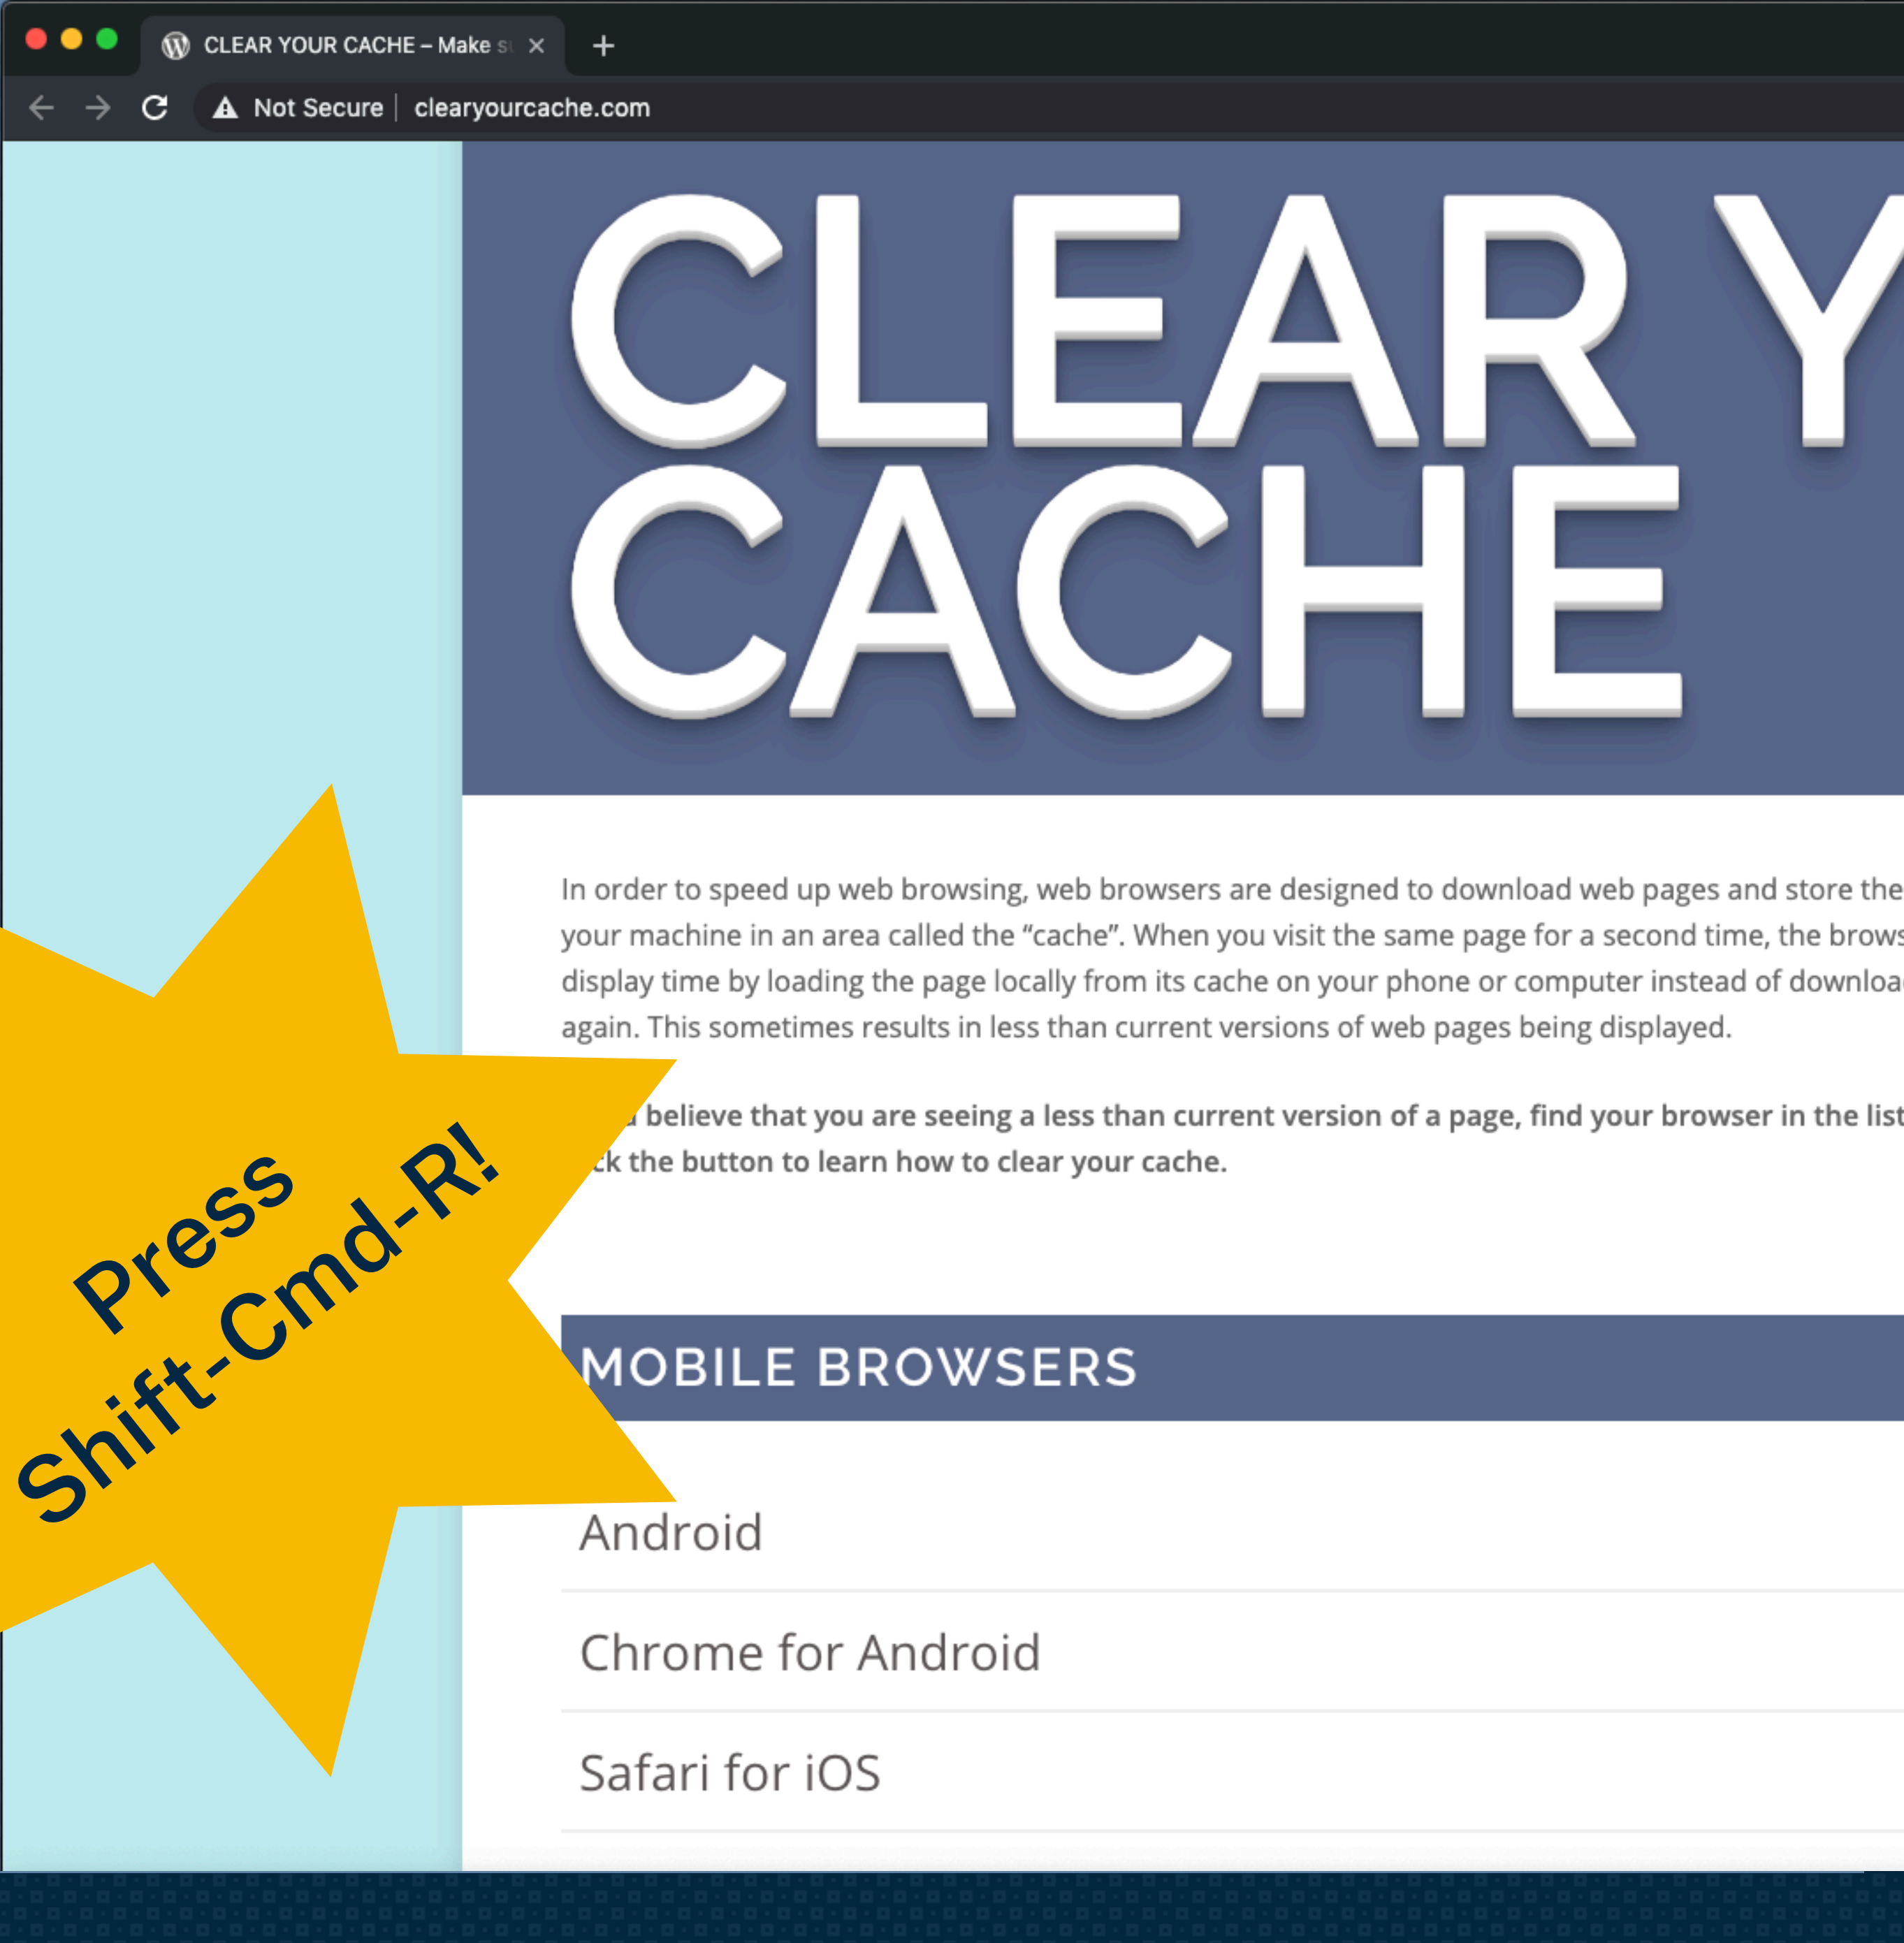 CLEAR YOUR CACHE – Make
Not Secure | clearyourcache.com
CLEAR Y
CACHE
In order to speed up web browsing, web browsers are designed to download web pages and store the
your machine in an area called the “cache”. When you visit the same page for a second time, the brows
display time by loading the page locally from its cache on your phone or computer instead of downloa
again. This sometimes results in less than current versions of web pages being displayed.
believe that you are seeing a less than current version of a page, find your browser in the list
the button to learn how to clear your cache.
Press
Shift-Cmd-R!
MOBILE BROWSERS
Android
Chrome for Android
Safari for iOS